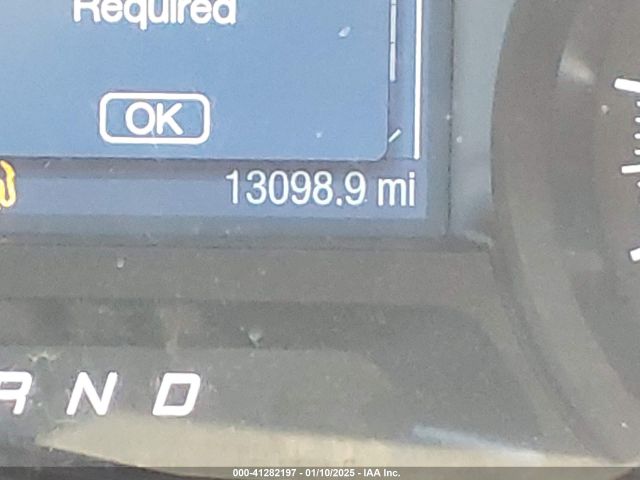 Required
OK
13098.9 mi
R N D
000-41282197 - 01/10/2025 - IAA Inc.